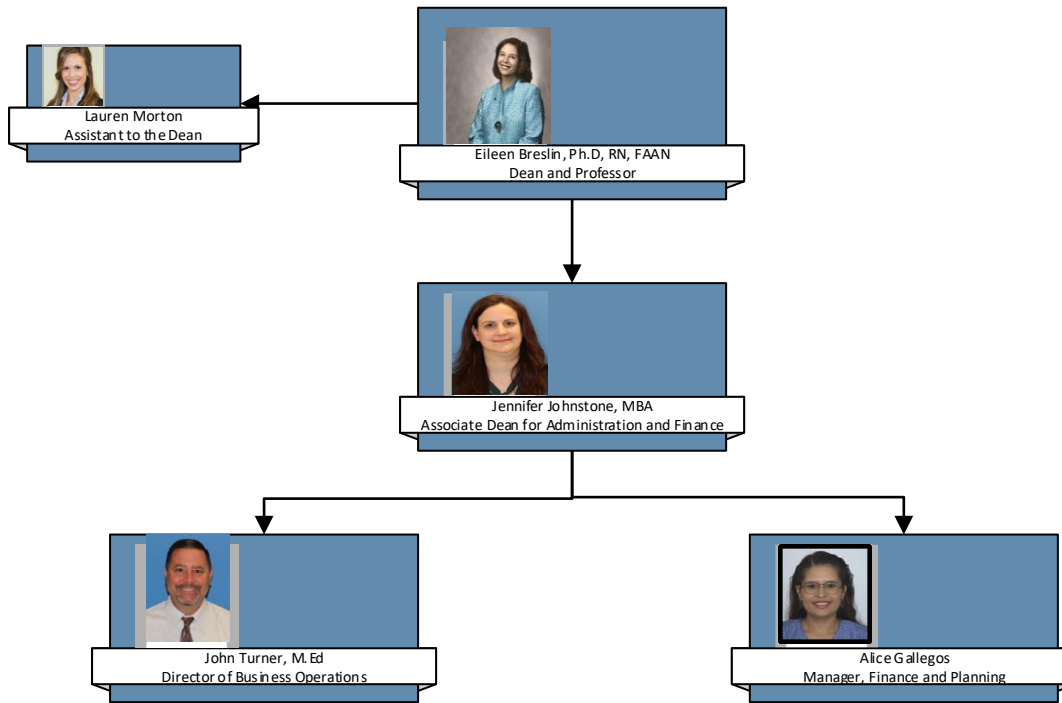 Lauren Morton
Assistant to the Dean
Eileen Breslin, Ph.D, RN, FAAN
Dean and Professor
Jennifer Johnstone, MBA
Associate Dean for Administration and Finance
John Turner, M.Ed
Director of Business Operations
Alice Gallegos
Manager, Finance and Planning